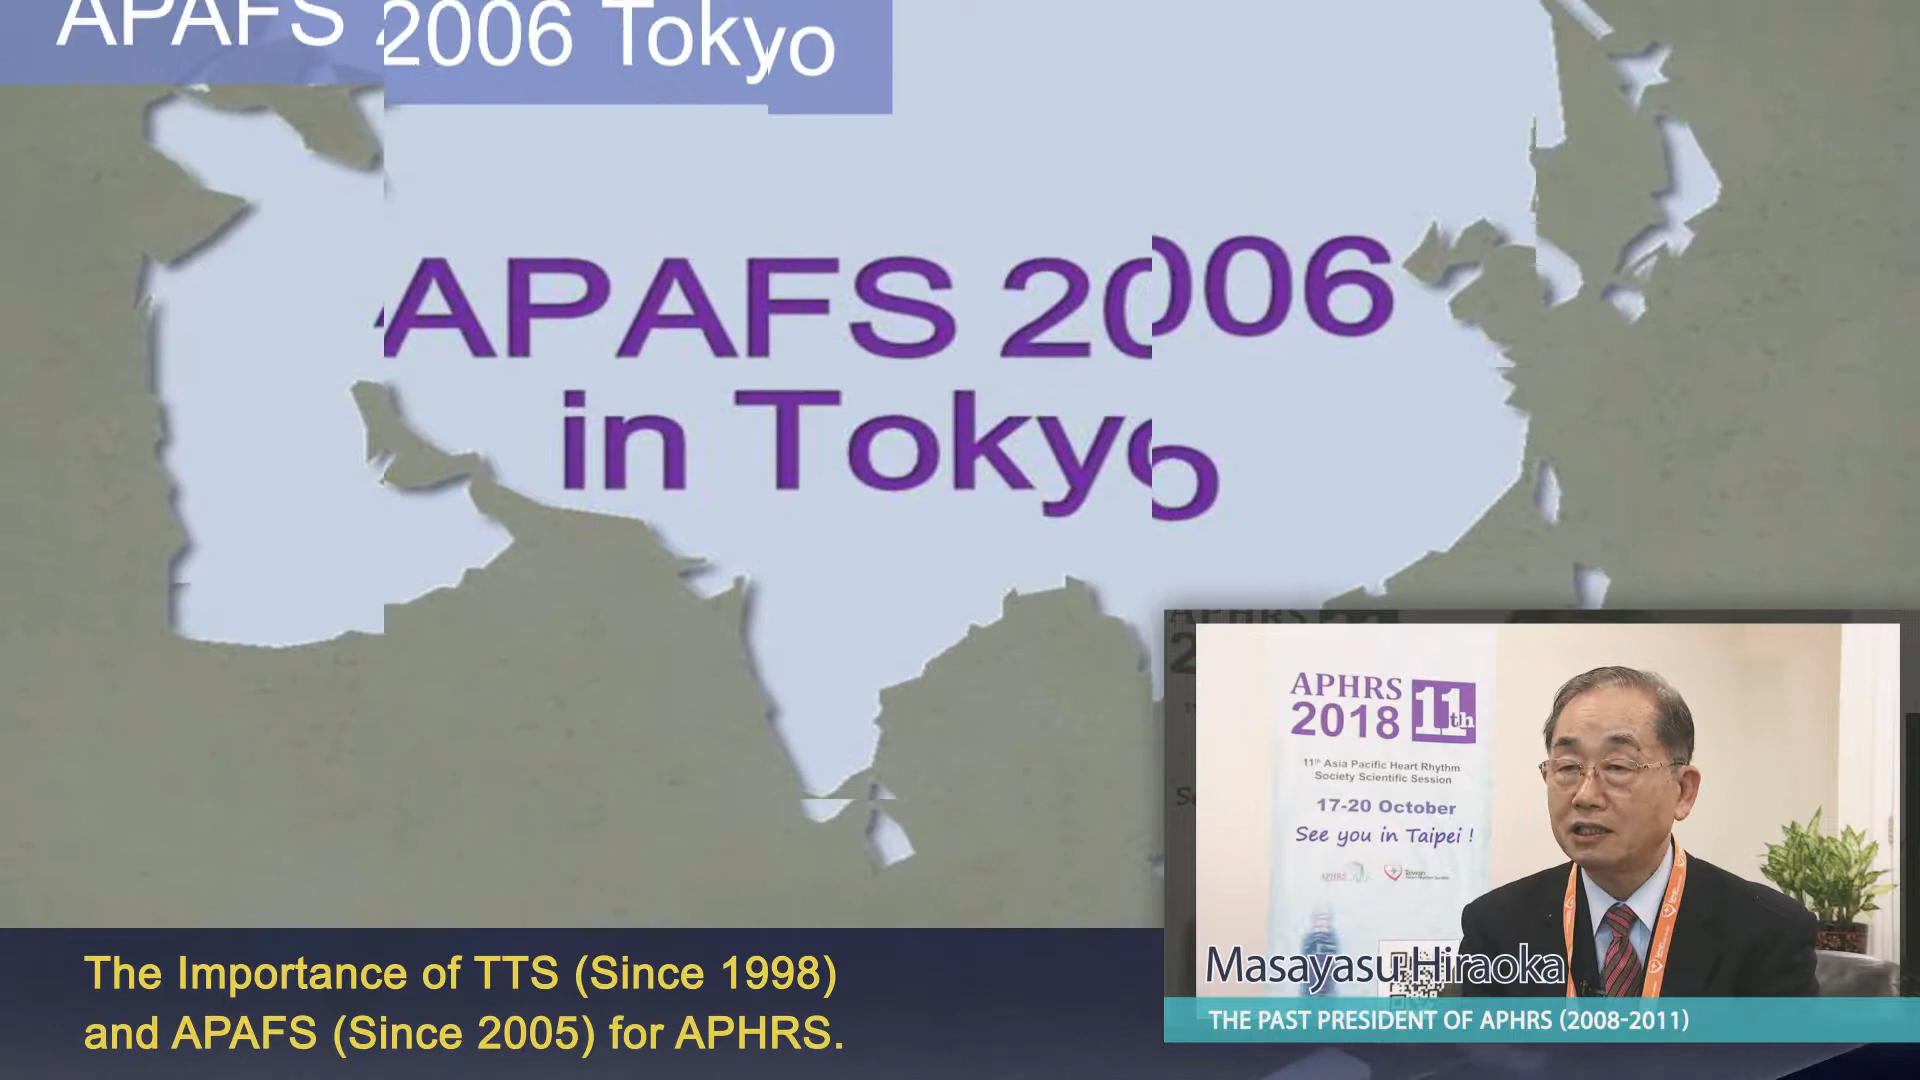 APAFS 2006 Tokyo
APAFS 2006
in Tokyo
APHRS
2018 11th
11th Asia Pacific Heart Rhythm
Society Scientific Session
17-20 October
See you in Taipei !
APHRS
Masayasu Hiraoka
THE PAST PRESIDENT OF APHRS (2008-2011)
The Importance of TTS (Since 1998)
and APAFS (Since 2005) for APHRS.